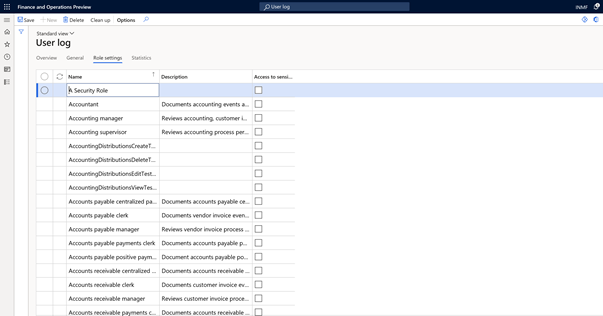 Finance and Operations Preview
User log
INMF
Save
New
Delete
Clean up
Options
Standard view
User log
Overview
General
Role settings
Statistics
Name
Description
Access to sensi...
A Security Role
Accountant
Documents accounting events a...
Accounting manager
Reviews accounting, customer i...
Accounting supervisor
Reviews accounting process per...
AccountingDistributionsCreateT...
AccountingDistributionsDeleteT...
AccountingDistributionsEditTest...
AccountingDistributionsViewTes...
Accounts payable centralized pa...
Documents accounts payable ce...
Accounts payable clerk
Documents vendor invoice even...
Accounts payable manager
Reviews vendor invoice process ...
Accounts payable payments clerk
Documents accounts payable p...
Accounts payable positive paym...
Document accounts payable po...
Accounts receivable centralized ...
Documents accounts receivable ...
Accounts receivable clerk
Documents customer invoice ev...
Accounts receivable manager
Reviews customer invoice proce...
Accounts receivable payments c...
Documents accounts receivable ...